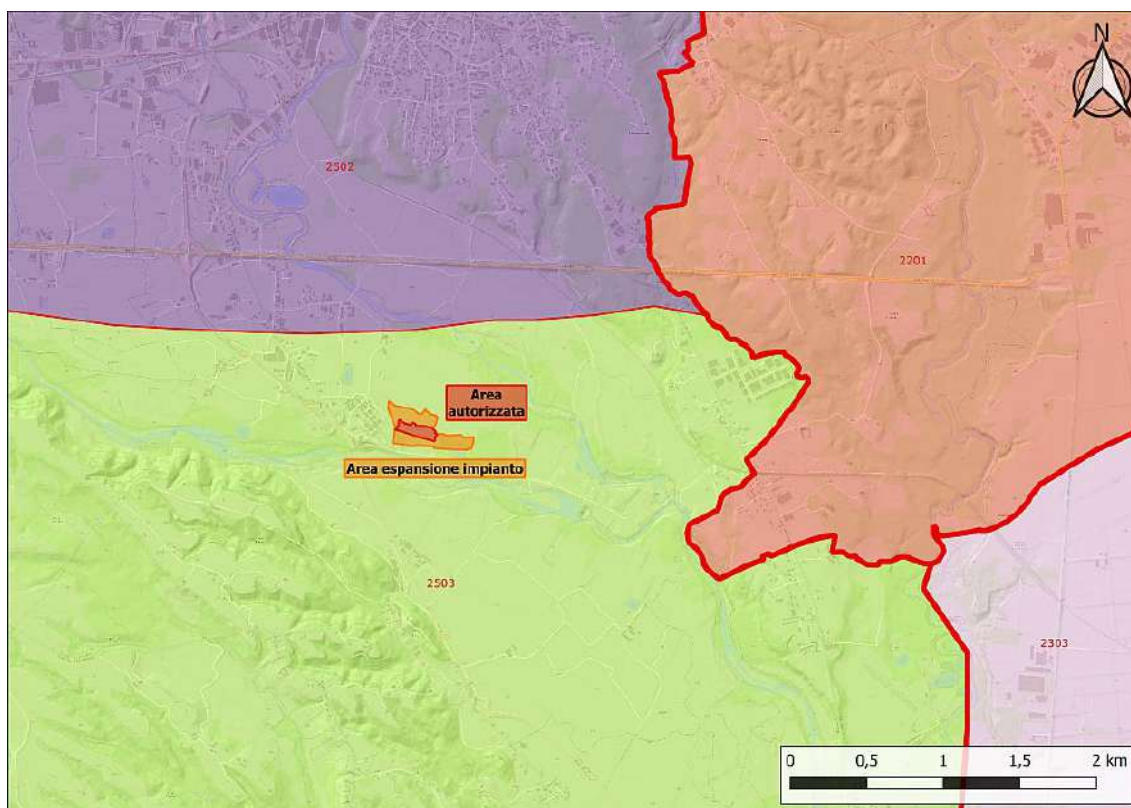 N
2502
2201
Area
autorizzata
Area espansione impianto
2503
2303
0 0,5 1 1,5 2 km